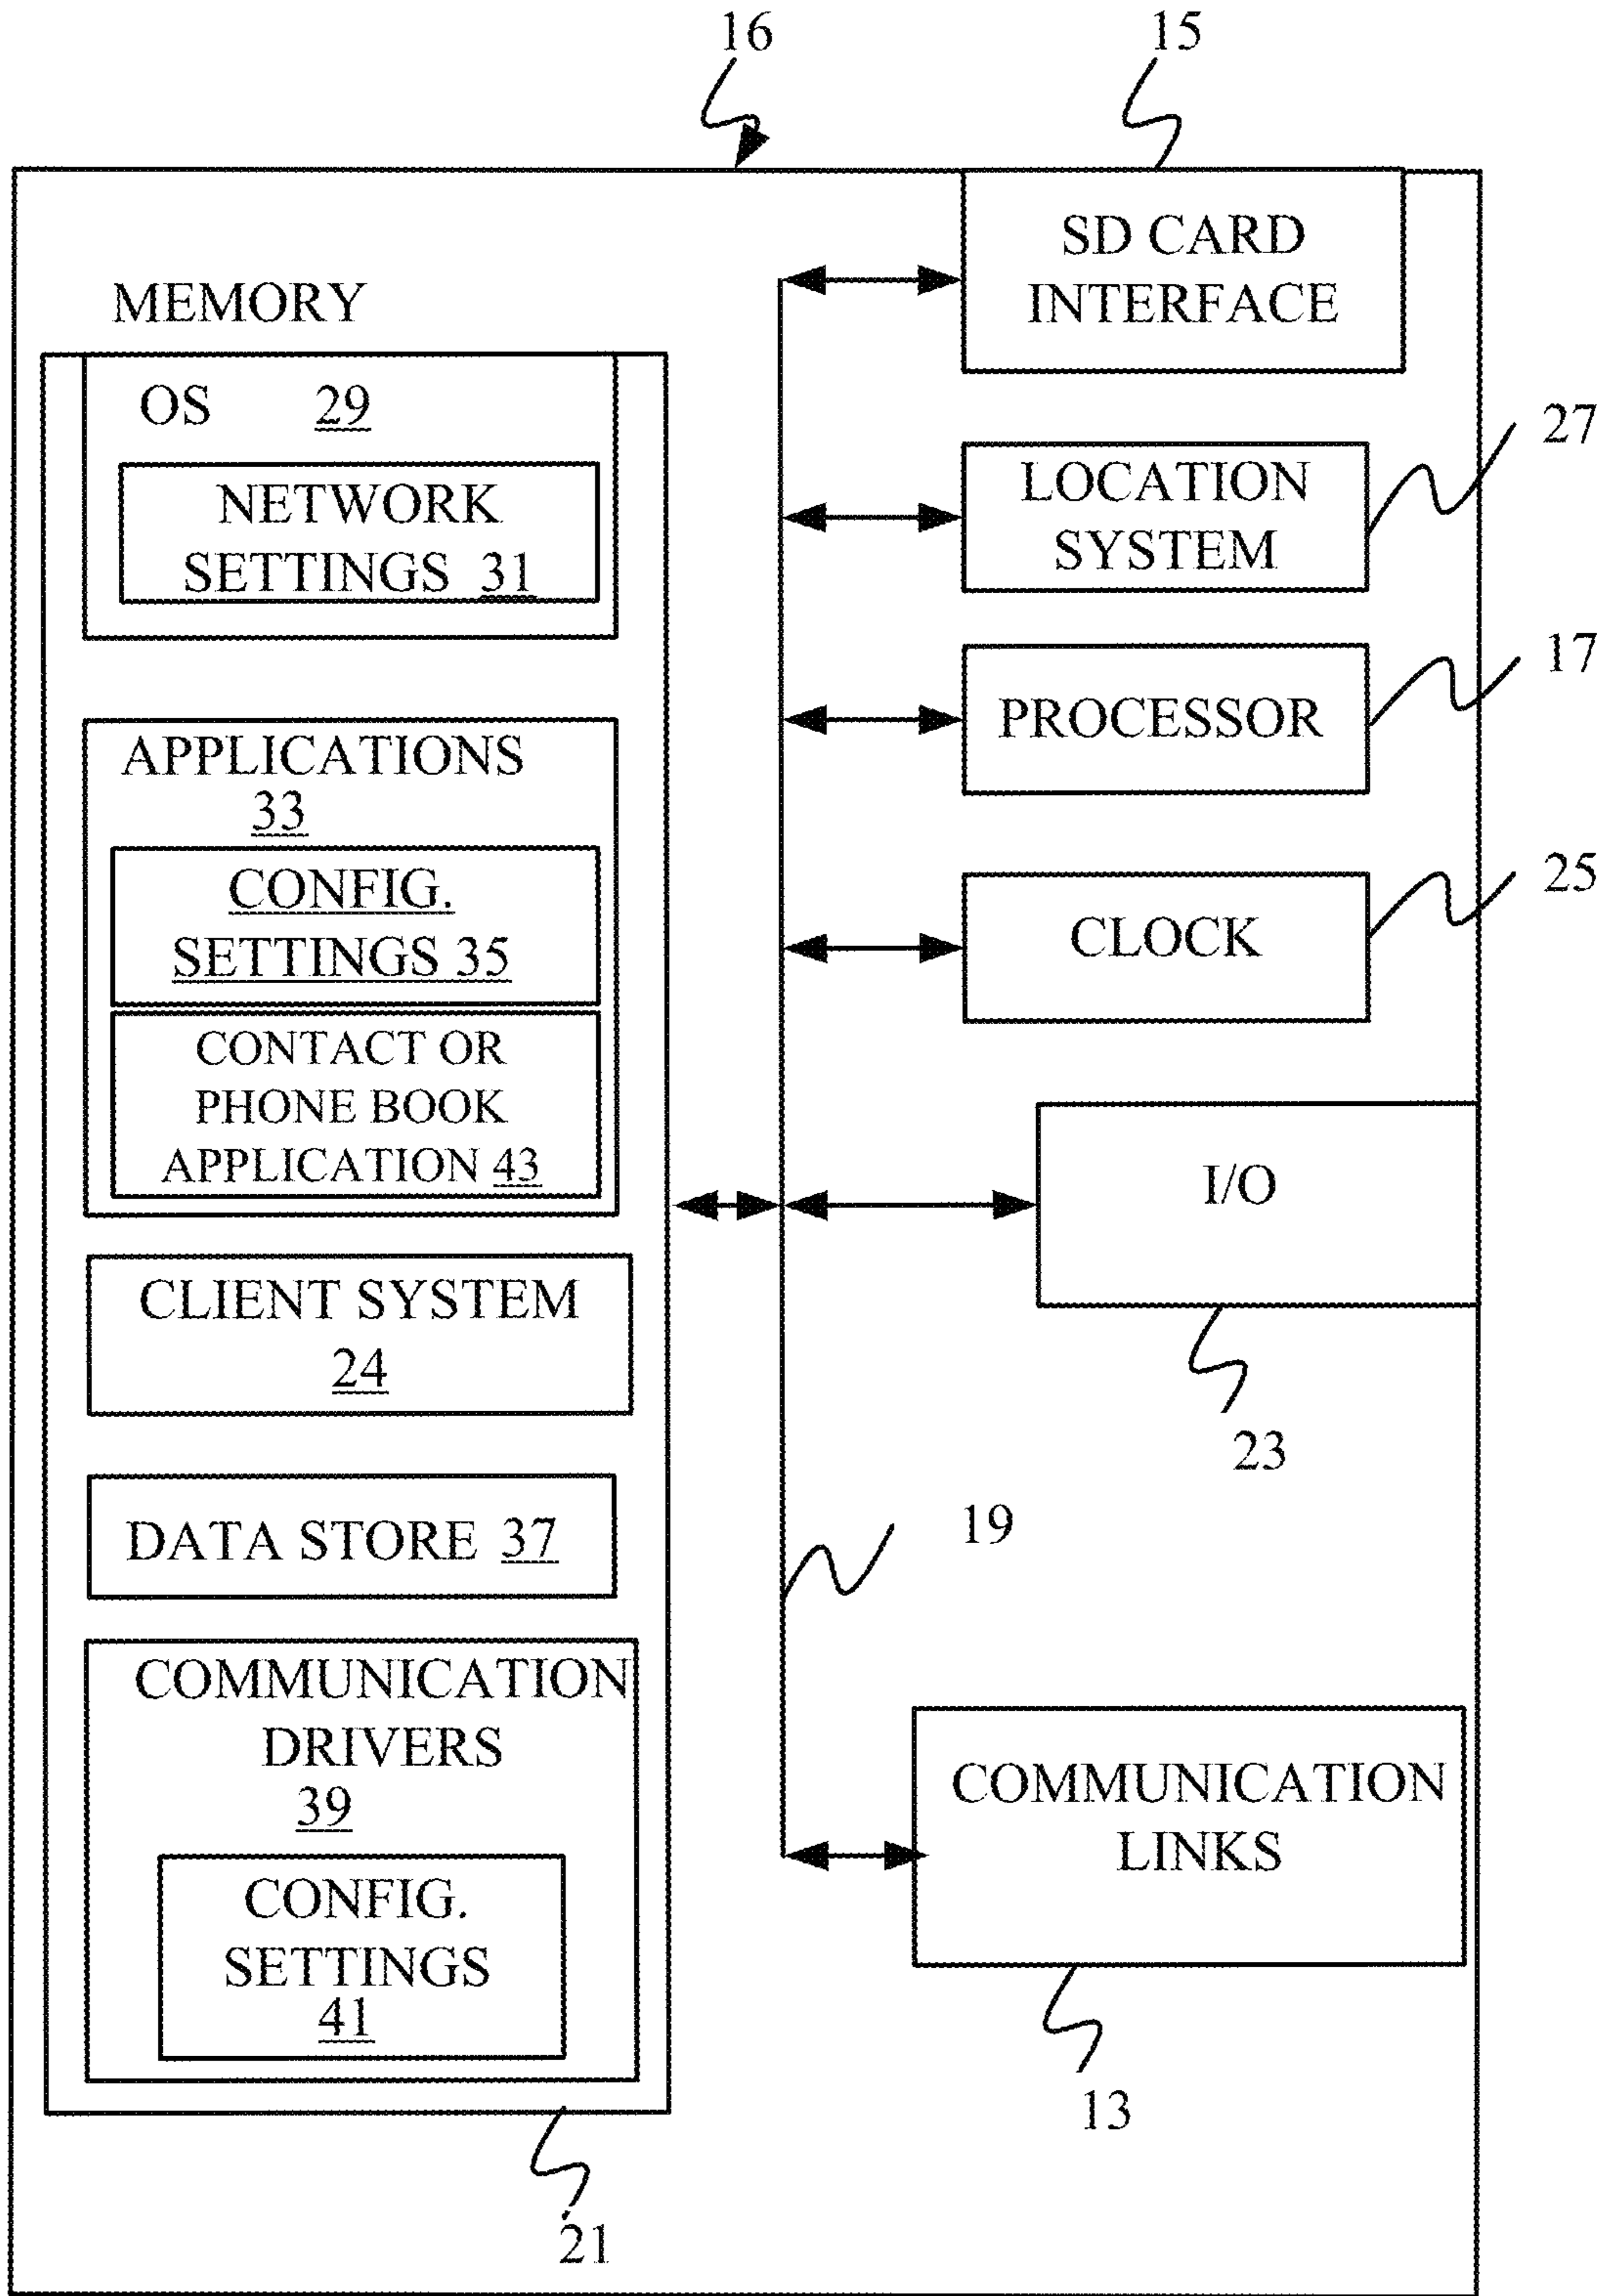 16
15
SD CARD
INTERFACE
MEMORY
OS 29
NETWORK
SETTINGS 31
27
LOCATION
SYSTEM
17
PROCESSOR
APPLICATIONS
33
CONFIG.
SETTINGS 35
25
CLOCK
CONTACT OR
PHONE BOOK
APPLICATION 43
I/O
23
CLIENT SYSTEM
24
DATA STORE 37
19
COMMUNICATION
DRIVERS
39
CONFIG.
SETTINGS
41
COMMUNICATION
LINKS
13
21